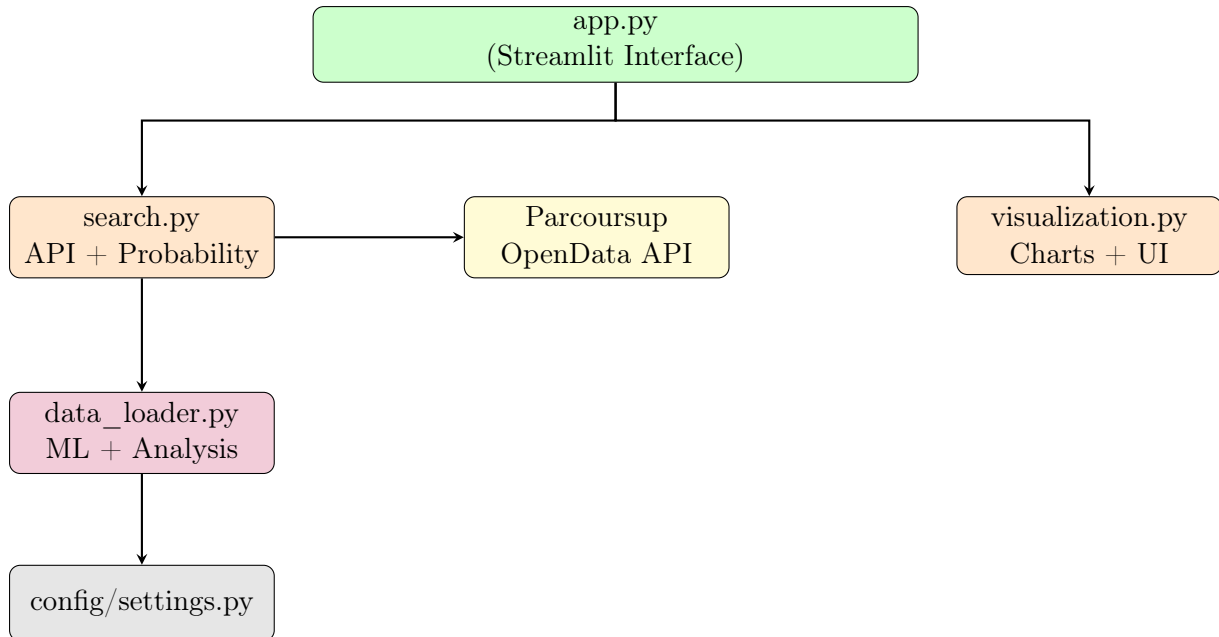 app.py
(Streamlit Interface)
search.py
API + Probability
Parcoursup
OpenData API
visualization.py
Charts + UI
data_loader.py
ML + Analysis
config/settings.py